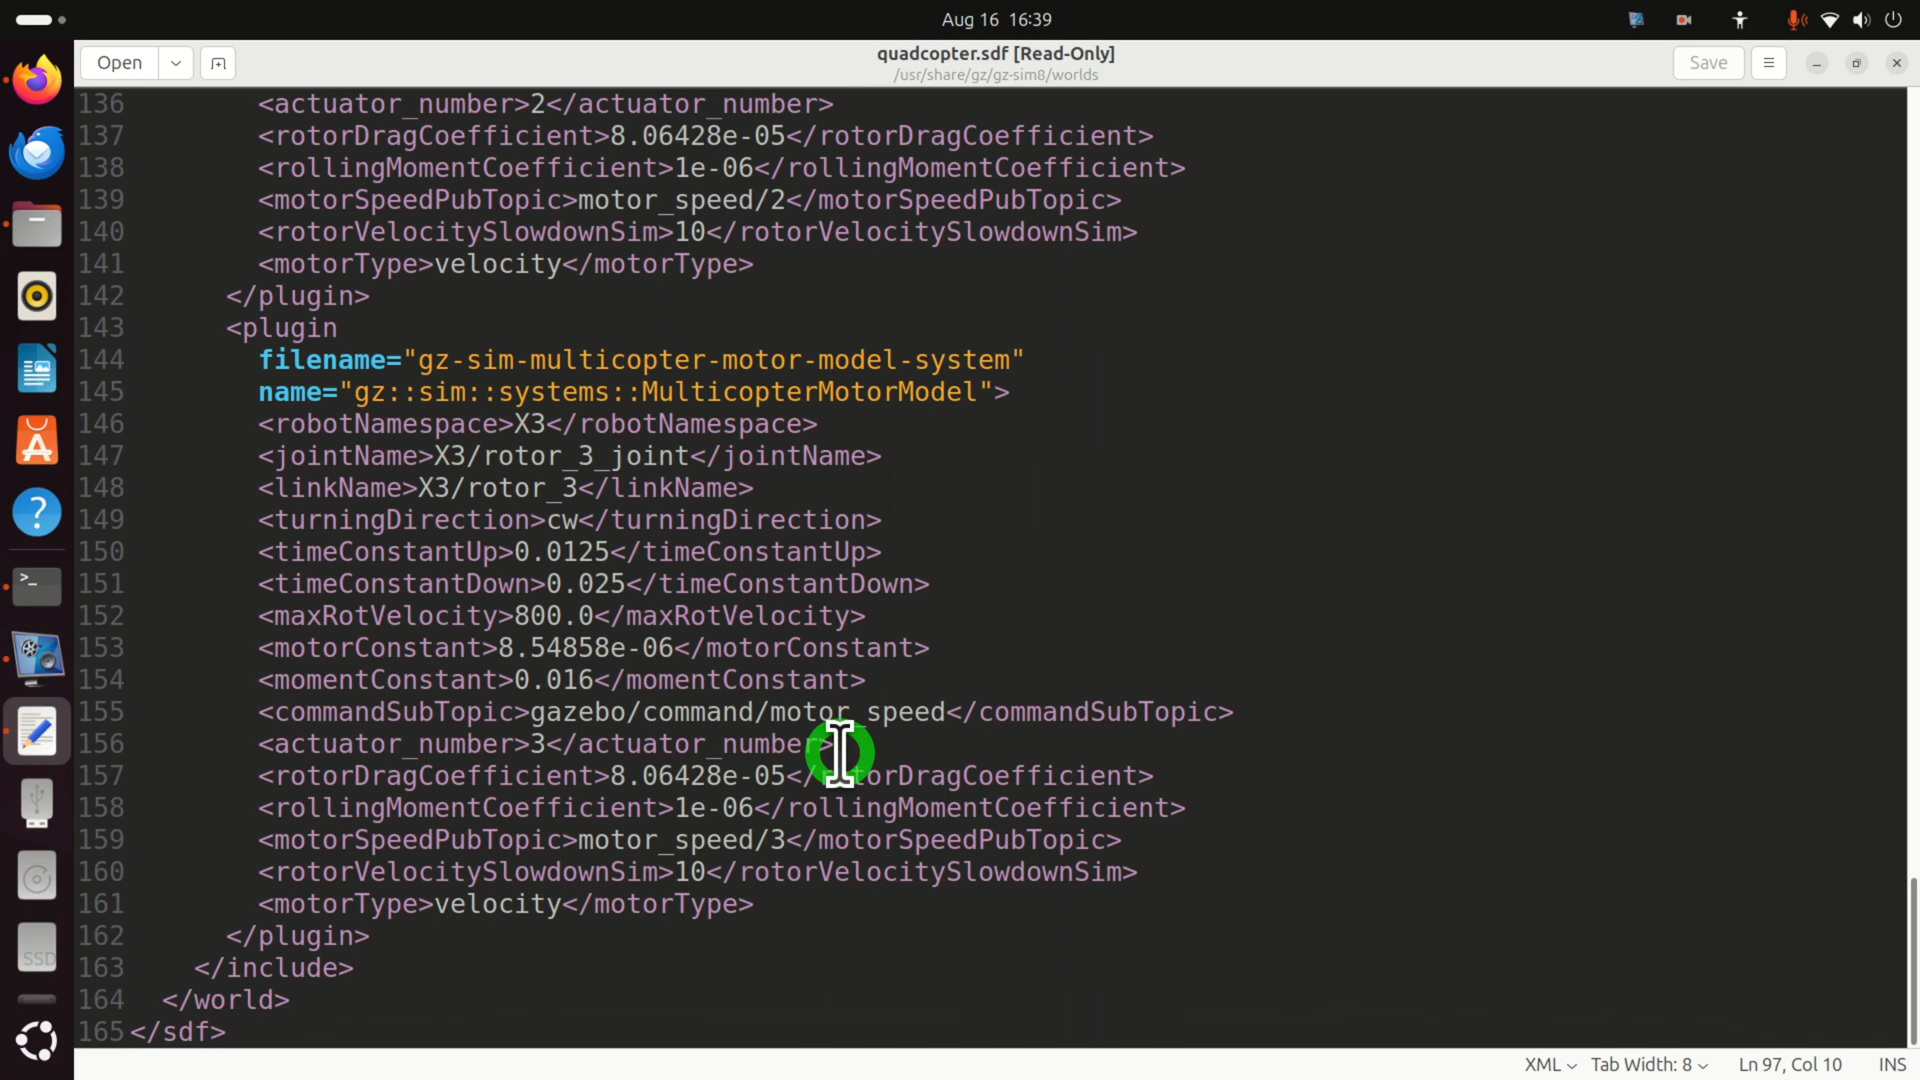 Aug 16 16:39
Open
quadcopter.sdf [Read-Only]
/usr/share/gz/gz-sim8/worlds
Save
136 <actuator_number>2</actuator_number>
137 <rotorDragCoefficient>8.06428e-05</rotorDragCoefficient>
138 <rollingMomentCoefficient>1e-06</rollingMomentCoefficient>
139 <motorSpeedPubTopic>motor_speed/2</motorSpeedPubTopic>
140 <rotorVelocitySlowdownSim>10</rotorVelocitySlowdownSim>
141 <motorType>velocity</motorType>
142 </plugin>
143 <plugin
144 filename="gz-sim-multicopter-motor-model-system"
145 name="gz::sim::systems::MulticopterMotorModel">
146 <robotNamespace>X3</robotNamespace>
147 <jointName>X3/rotor_3_joint</jointName>
148 <linkName>X3/rotor_3</linkName>
149 <turningDirection>cw</turningDirection>
150 <timeConstantUp>0.0125</timeConstantUp>
151 <timeConstantDown>0.025</timeConstantDown>
152 <maxRotVelocity>800.0</maxRotVelocity>
153 <motorConstant>8.54858e-06</motorConstant>
154 <momentConstant>0.016</momentConstant>
155 <commandSubTopic>gazebo/command/motor_speed</commandSubTopic>
156 <actuator_number>3</actuator_number>
157 <rotorDragCoefficient>8.06428e-05</rotorDragCoefficient>
158 <rollingMomentCoefficient>1e-06</rollingMomentCoefficient>
159 <motorSpeedPubTopic>motor_speed/3</motorSpeedPubTopic>
160 <rotorVelocitySlowdownSim>10</rotorVelocitySlowdownSim>
161 <motorType>velocity</motorType>
162 </plugin>
163 </include>
164 </world>
165 </sdf>
SSD
XML Tab Width: 8 Ln 97, Col 10 INS